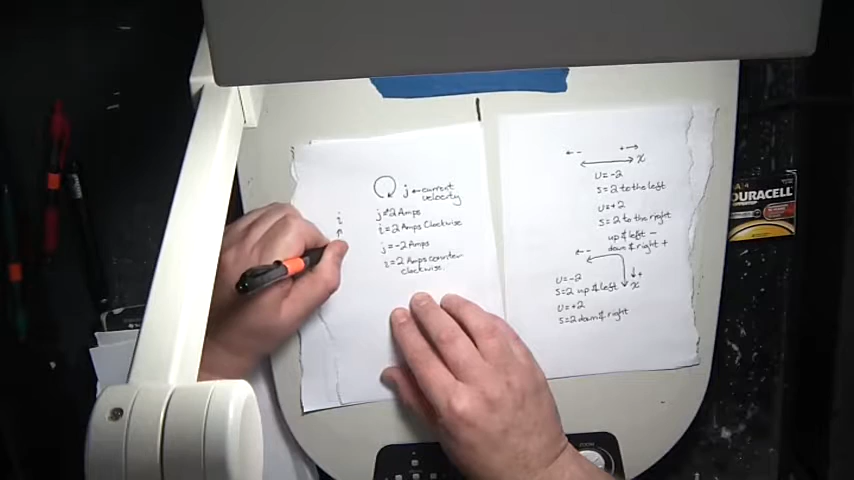 j ← current
velocity
i
j=+2 Amps
i=2 Amps Clockwise
j=-2 Amps
i=2 Amps counter
clockwise
← - + →
x
U=-2
S=2 to the left
U=+2
S=2 to the right
up & left -
down & right +
← -
↓ +
x
U=-2
S=2 up & left
U=+2
S=2 down & right
DURACELL